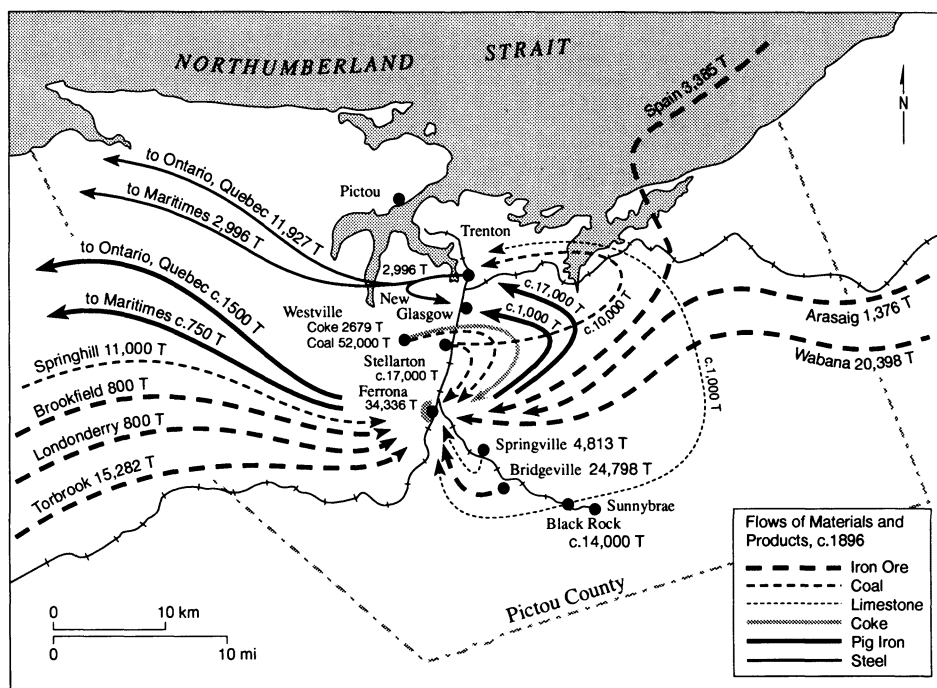 NORTHUMBERLAND STRAIT
Spain 3,385 T
N
to Ontario, Quebec 11,927 T
to Maritimes 2,996 T
Pictou
Trenton
to Ontario, Quebec c.1500 T
to Maritimes c.750 T
2,996 T
New
Glasgow
c.17,000 T
c.1,000 T
c.10,000 T
Westville
Coke 2679 T
Coal 52,000 T
Arasaig 1,376 T
Wabana 20,398 T
Springhill 11,000 T
Stellarton
c.17,000 T
Ferrona
34,336 T
c.1,000 T
Brookfield 800 T
Londonderry 800 T
Torbrook 15,282 T
Springville 4,813 T
Bridgeville 24,798 T
Sunnybrae
Black Rock
c.14,000 T
Pictou County
0 10 km
0 10 mi
Flows of Materials and
Products, c.1896
Iron Ore
Coal
Limestone
Coke
Pig Iron
Steel